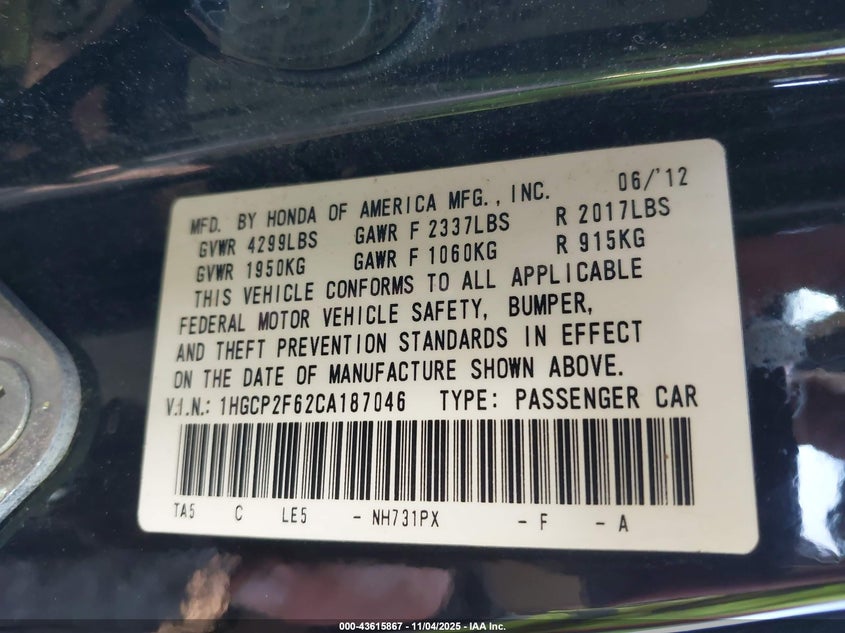 MFD. BY HONDA OF AMERICA MFG., INC. 06/'12
GVWR 4299LBS GAWR F 2337LBS R 2017LBS
GVWR 1950KG GAWR F 1060KG R 915KG
THIS VEHICLE CONFORMS TO ALL APPLICABLE
FEDERAL MOTOR VEHICLE SAFETY, BUMPER,
AND THEFT PREVENTION STANDARDS IN EFFECT
ON THE DATE OF MANUFACTURE SHOWN ABOVE.
V.I.N.: 1HGCP2F62CA187046 TYPE: PASSENGER CAR
TA5 C LE5 - NH731PX - F - A
000-43615867 - 11/04/2025 - IAA Inc.